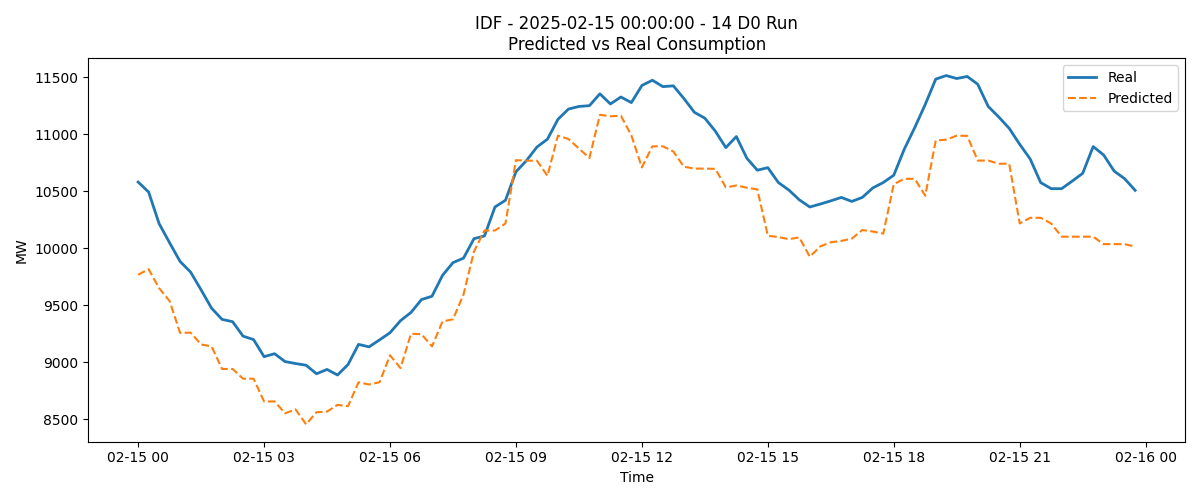 IDF - 2025-02-15 00:00:00 - 14 D0 Run
Predicted vs Real Consumption
Real
Predicted
MW
11500
11000
10500
10000
9500
9000
8500
02-15 00
02-15 03
02-15 06
02-15 09
02-15 12
02-15 15
02-15 18
02-15 21
02-16 00
Time